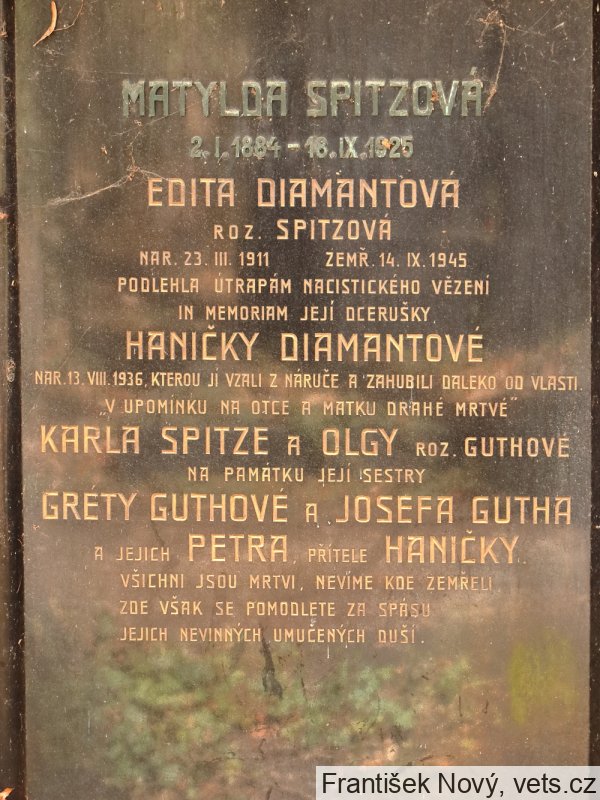 MATYLDA SPITZOVÁ
2. I. 1884 - 18. IX. 1925
EDITA DIAMANTOVÁ
ROZ. SPITZOVÁ
NAR. 23. III. 1911 ZEMŘ. 14. IX. 1945
PODLEHLA ÚTRAPÁM NACISTICKÉHO VĚZENÍ
IN MEMORIAM JEJÍ DCERUŠKY
HANIČKY DIAMANTOVÉ
NAR. 13. VIII. 1936, KTEROU JÍ VZALI Z NÁRUČE A ZAHUBILI DALEKO OD VLASTI.
„V UPOMÍNKU NA OTCE A MATKU DRAHÉ MRTVÉ"
KARLA ŠPITZE A OLGY ROZ. GUTHOVÉ
NA PAMÁTKU JEJÍ SESTRY
GRÉTY GUTHOVÉ A JOSEFA GUTHA
A JEJICH PETRA, PŘÍTELE HANIČKY.
VŠICHNI JSOU MRTVI, NEVÍME KDE ZEMŘELI
ZDE VŠAK SE POMODLETE ZA SPÁSU
JEJICH NEVINNÝCH UMUČENÝCH DUŠÍ.
František Nový, vets.cz